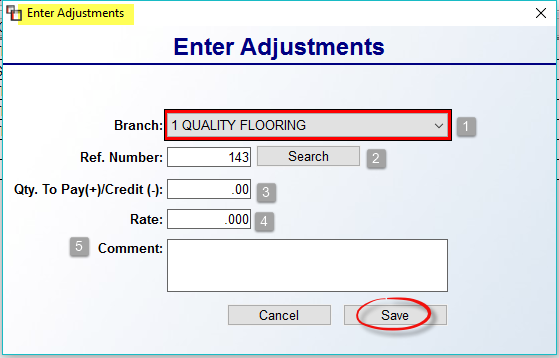 Enter Adjustments
Enter Adjustments
Branch: 1 QUALITY FLOORING 1
Ref. Number: 143 Search 2
Qty. To Pay(+)/Credit (-): .00 3
Rate: .000 4
5 Comment:
Cancel Save